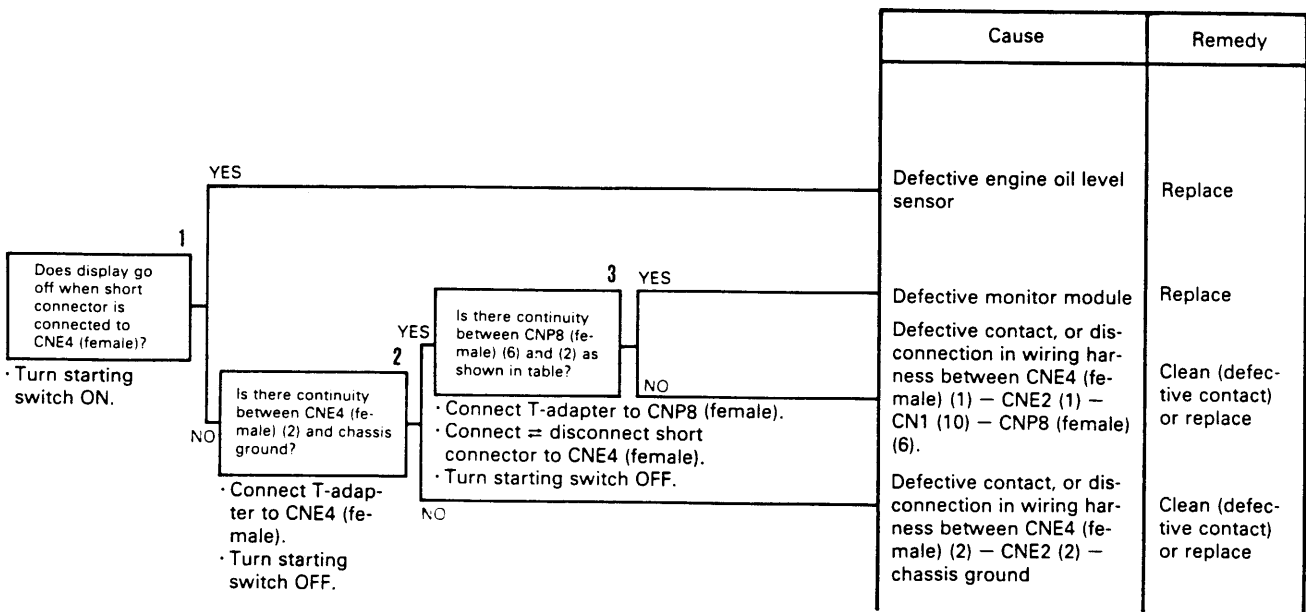 Cause
Remedy
YES
Defective engine oil level
sensor
Replace
1
Does display go
off when short
connector is
connected to
CNE4 (female)?
· Turn starting
switch ON.
NO
2
Is there continuity
between CNE4 (fe-
male) (2) and chassis
ground?
· Connect T-adap-
ter to CNE4 (fe-
male).
· Turn starting
switch OFF.
YES
3
Is there continuity
between CNP8 (fe-
male) (6) and (2) as
shown in table?
· Connect T-adapter to CNP8 (female).
· Connect ⇄ disconnect short
connector to CNE4 (female).
· Turn starting switch OFF.
YES
Defective monitor module
Replace
NO
Defective contact, or dis-
connection in wiring har-
ness between CNE4 (fe-
male) (1) — CNE2 (1) —
CN1 (10) — CNP8 (female)
(6).
Clean (defec-
tive contact)
or replace
NO
Defective contact, or dis-
connection in wiring har-
ness between CNE4 (fe-
male) (2) — CNE2 (2) —
chassis ground
Clean (defec-
tive contact)
or replace